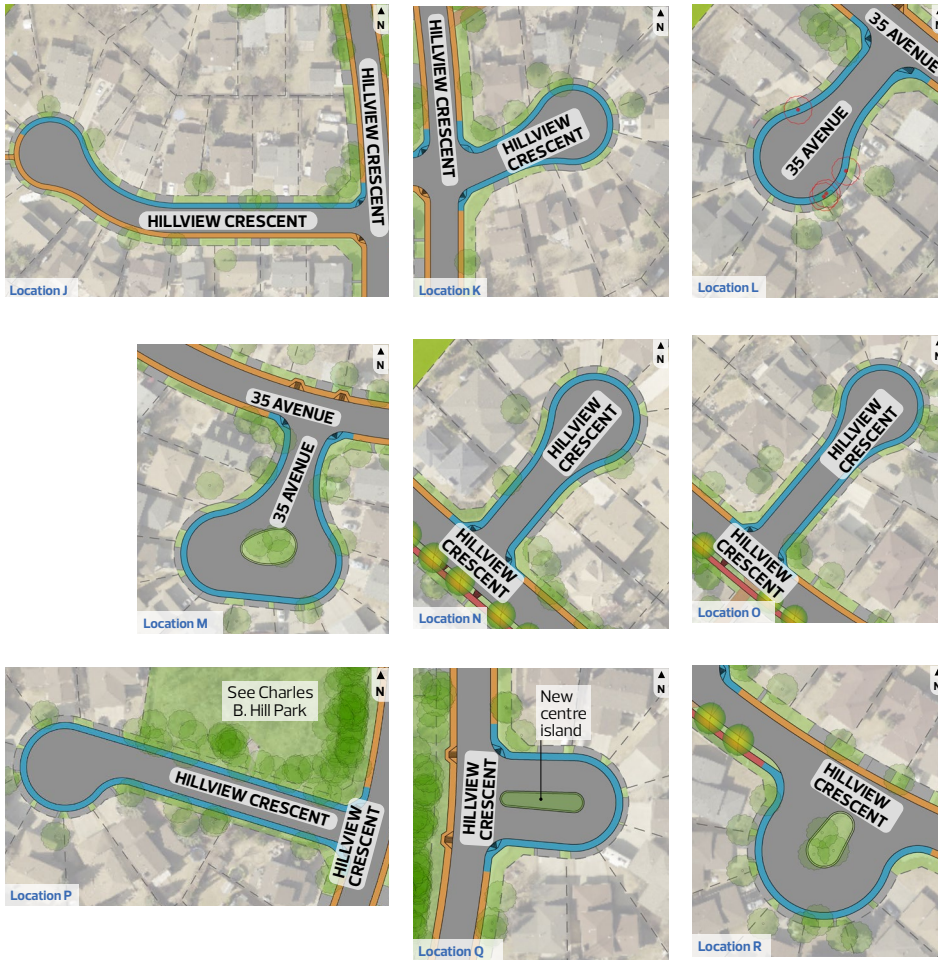 N
HILLVIEW CRESCENT
HILLVIEW CRESCENT
Location J
N
HILLVIEW CRESCENT
HILLVIEW
CRESCENT
Location K
N
35 AVENUE
35 AVENUE
Location L
N
35 AVENUE
35 AVENUE
Location M
N
HILLVIEW
CRESCENT
HILLVIEW
CRESCENT
Location N
N
HILLVIEW
CRESCENT
HILLVIEW
CRESCENT
Location O
N
See Charles
B. Hill Park
HILLVIEW CRESCENT
HILLVIEW
CRESCENT
Location P
N
New
centre
island
HILLVIEW
CRESCENT
Location Q
N
HILLVIEW
CRESCENT
Location R